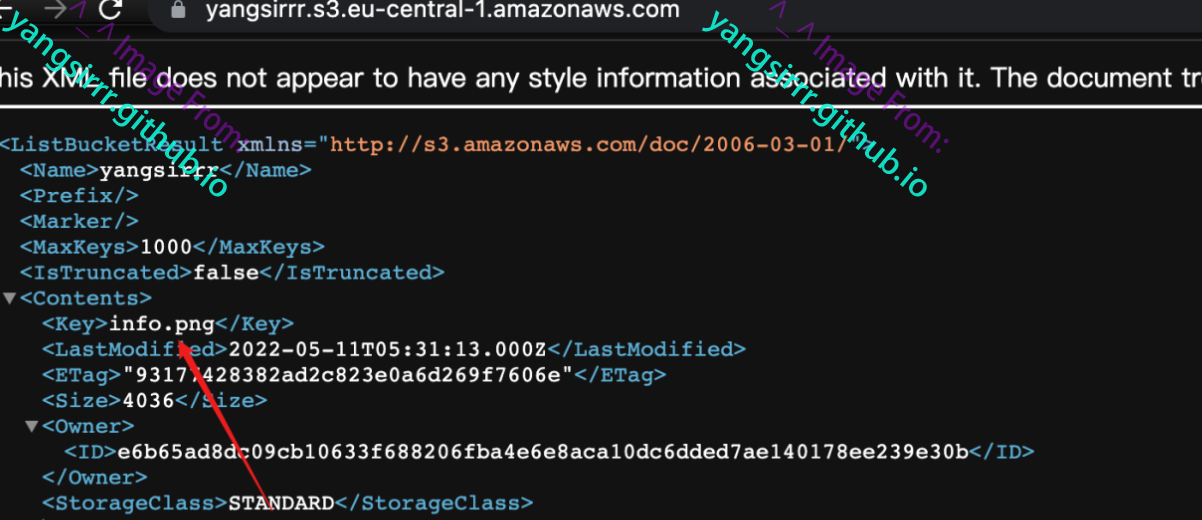 yangsirrr.s3.eu-central-1.amazonaws.com
his XML file does not appear to have any style information associated with it. The document tre
<ListBucketResult xmlns="http://s3.amazonaws.com/doc/2006-03-01/">
<Name>yangsirrr</Name>
<Prefix/>
<Marker/>
<MaxKeys>1000</MaxKeys>
<IsTruncated>false</IsTruncated>
▼<Contents>
<Key>info.png</Key>
<LastModified>2022-05-11T05:31:13.000Z</LastModified>
<ETag>"93177428382ad2c823e0a6d269f7606e"</ETag>
<Size>4036</Size>
▼<Owner>
<ID>e6b65ad8dc09cb10633f688206fba4e6e8aca10dc6dded7ae140178ee239e30b</ID>
</Owner>
<StorageClass>STANDARD</StorageClass>
^_^ Image From:
yangsirrr.github.io
^_^ Image From:
yangsirrr.github.io